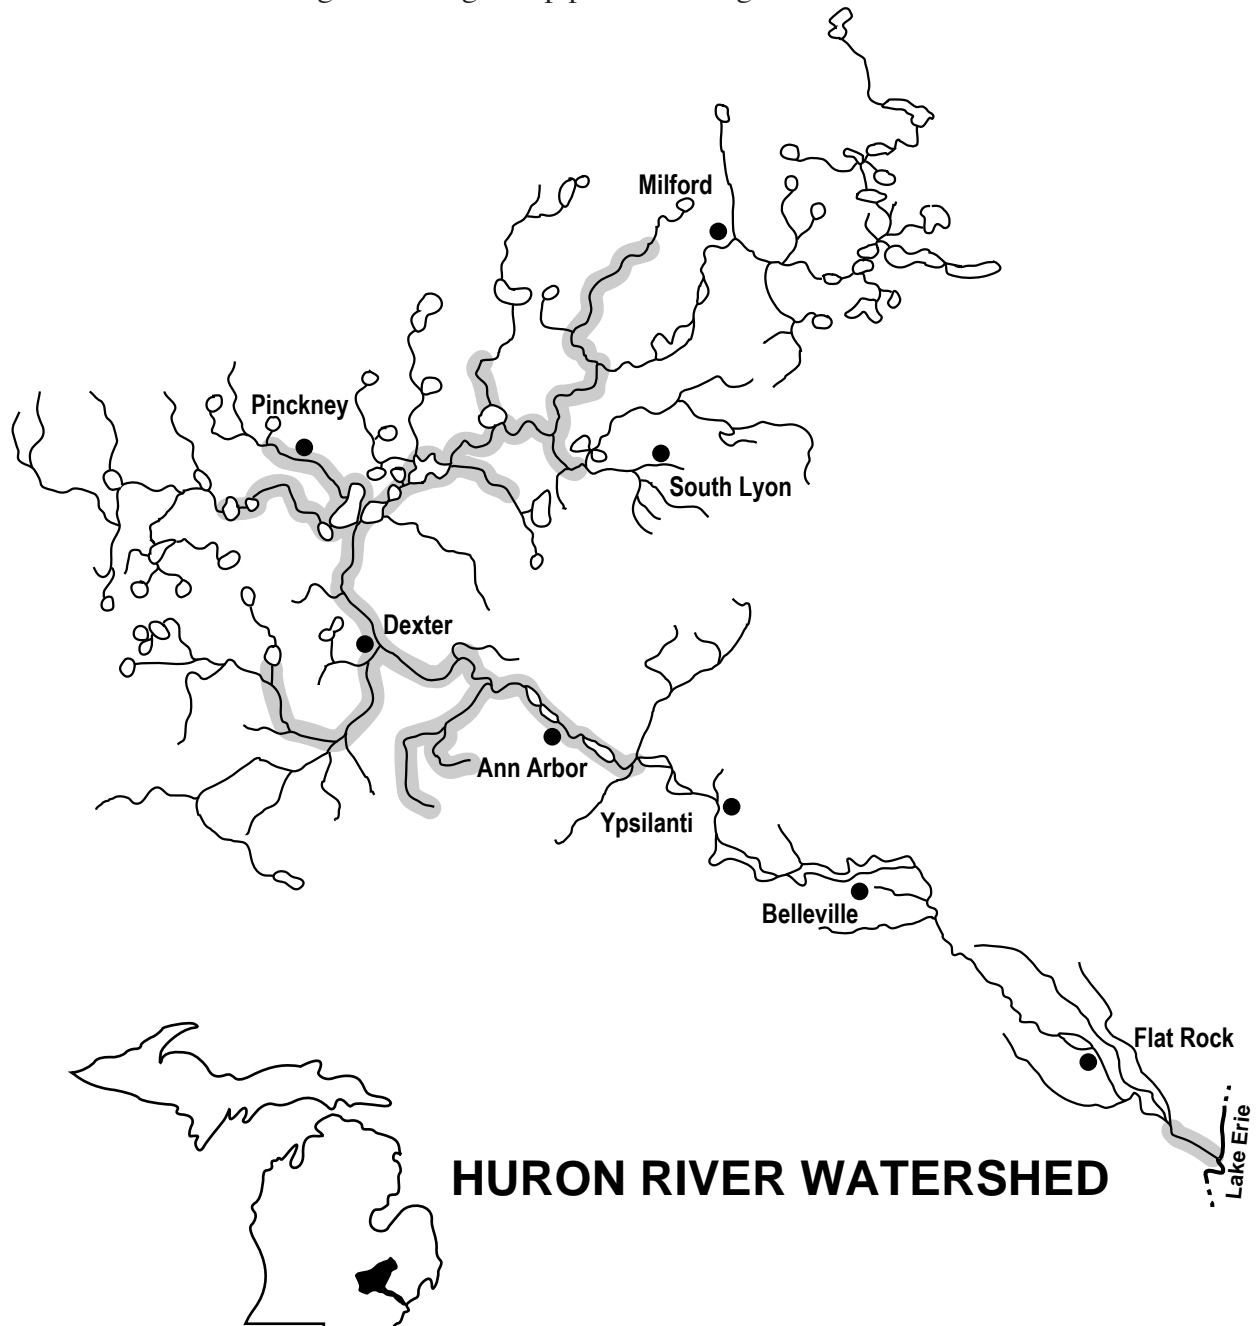 Milford
Pinckney
South Lyon
Dexter
Ann Arbor
Ypsilanti
Belleville
Flat Rock
Lake Erie
HURON RIVER WATERSHED